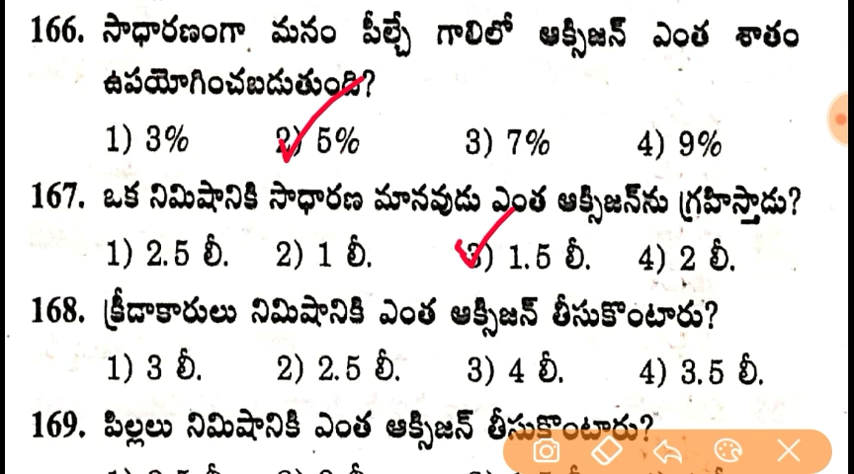 166. సాధారణంగా మనం పీల్చే గాలిలో ఆక్సిజన్ ఎంత శాతం
ఉపయోగించబడుతుంది?
1) 3% 2) 5% 3) 7% 4) 9%
167. ఒక నిమిషానికి సాధారణ మానవుడు ఎంత ఆక్సిజన్‌ను గ్రహిస్తాడు?
1) 2.5 లీ. 2) 1 లీ. 3) 1.5 లీ. 4) 2 లీ.
168. క్రీడాకారులు నిమిషానికి ఎంత ఆక్సిజన్ తీసుకొంటారు?
1) 3 లీ. 2) 2.5 లీ. 3) 4 లీ. 4) 3.5 లీ.
169. పిల్లలు నిమిషానికి ఎంత ఆక్సిజన్ తీసుకొంటారు?